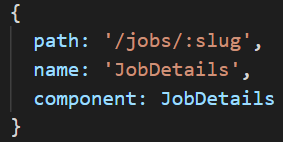 {
  path: '/jobs/:slug',
  name: 'JobDetails',
  component: JobDetails
}